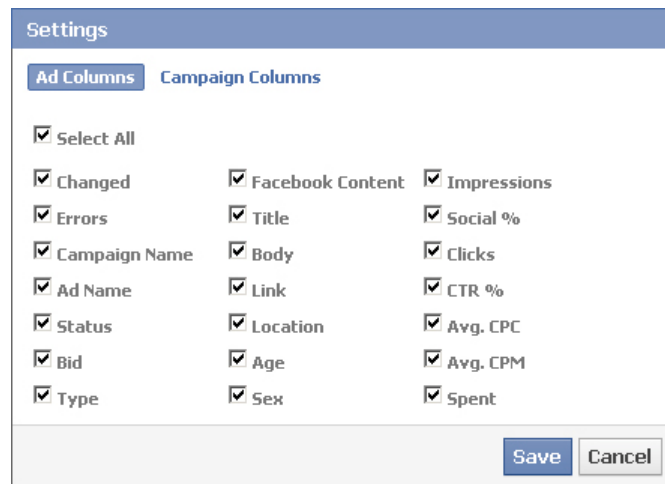 Settings
Ad Columns Campaign Columns
Select All
Changed Facebook Content Impressions
Errors Title Social %
Campaign Name Body Clicks
Ad Name Link CTR %
Status Location Avg. CPC
Bid Age Avg. CPM
Type Sex Spent
Save Cancel